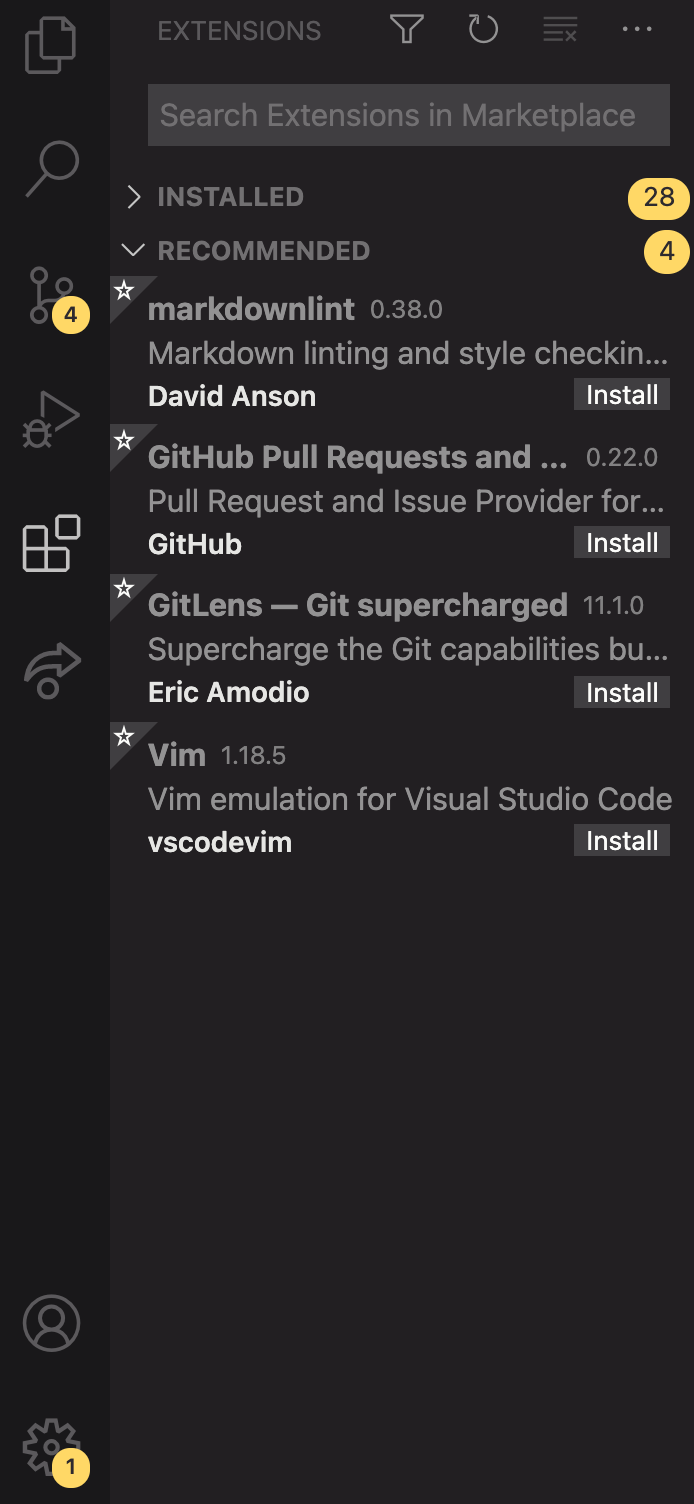 EXTENSIONS
Search Extensions in Marketplace
INSTALLED 28
RECOMMENDED 4
markdownlint 0.38.0
Markdown linting and style checkin...
David Anson Install
GitHub Pull Requests and ... 0.22.0
Pull Request and Issue Provider for...
GitHub Install
GitLens — Git supercharged 11.1.0
Supercharge the Git capabilities bu...
Eric Amodio Install
Vim 1.18.5
Vim emulation for Visual Studio Code
vscodevim Install
4
1